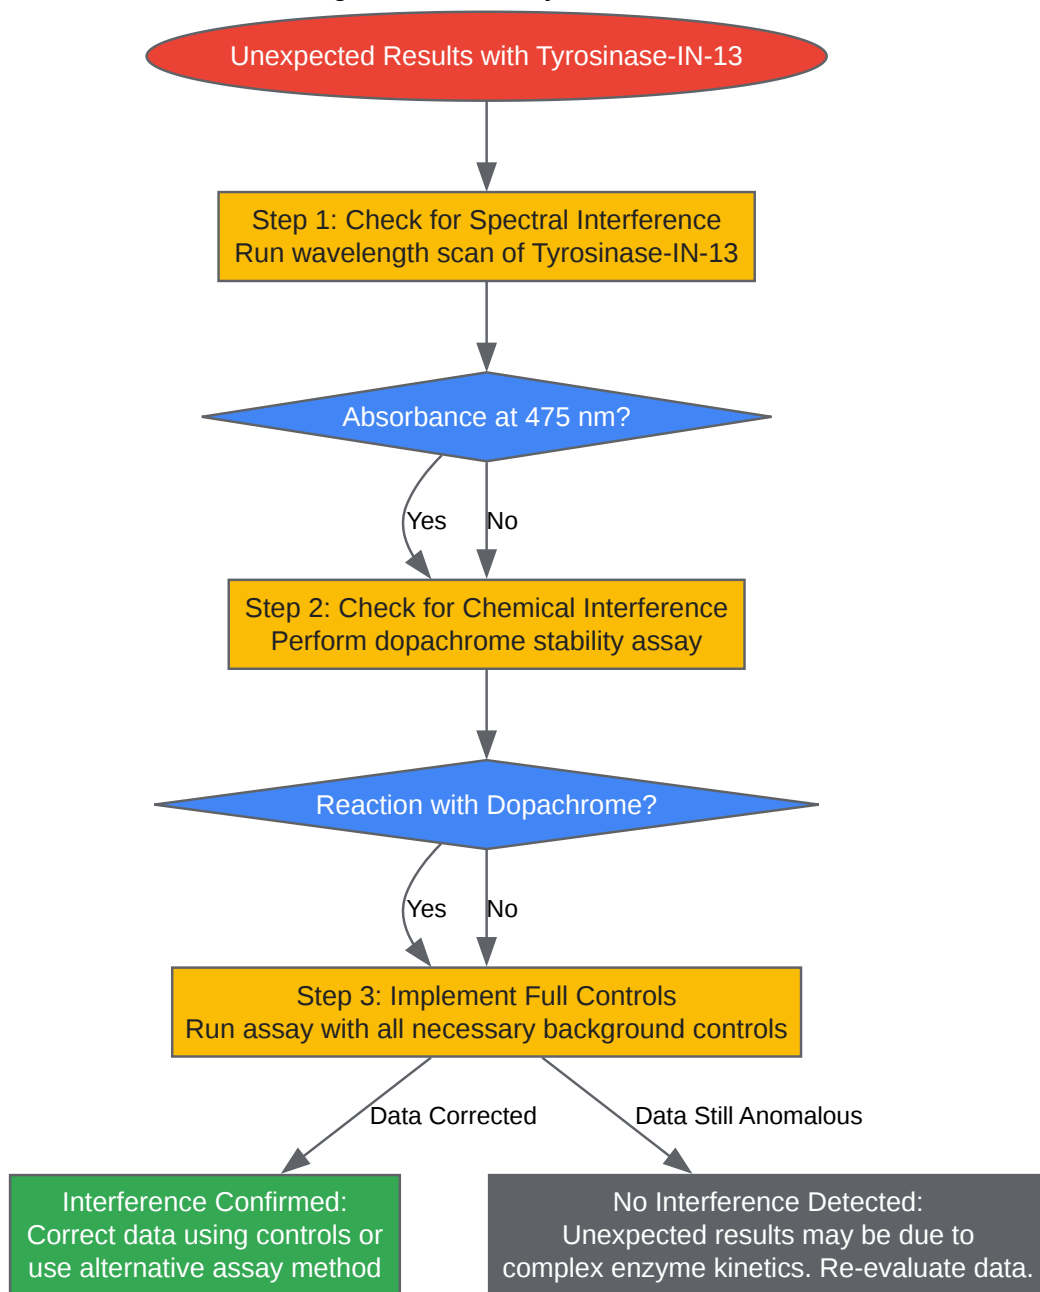 Unexpected Results with Tyrosinase-IN-13
Step 1: Check for Spectral Interference
Run wavelength scan of Tyrosinase-IN-13
Absorbance at 475 nm?
Yes
No
Step 2: Check for Chemical Interference
Perform dopachrome stability assay
Reaction with Dopachrome?
Yes
No
Step 3: Implement Full Controls
Run assay with all necessary background controls
Data Corrected
Data Still Anomalous
Interference Confirmed:
Correct data using controls or
use alternative assay method
No Interference Detected:
Unexpected results may be due to
complex enzyme kinetics. Re-evaluate data.